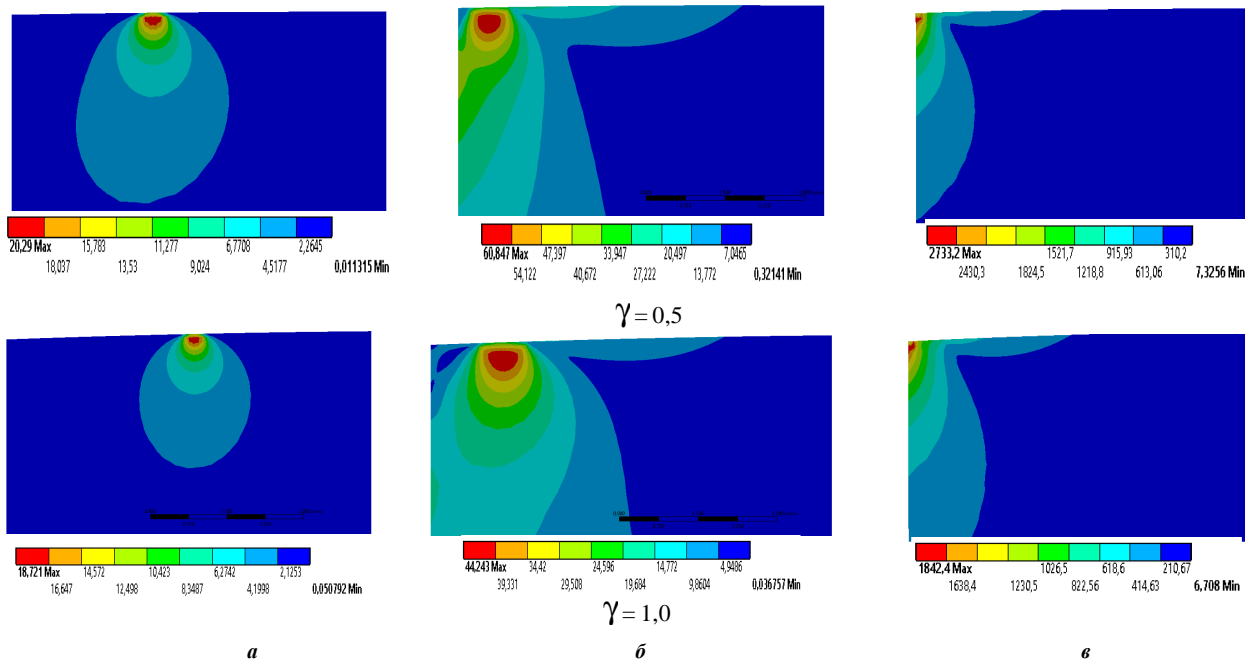 20,29 Max 15,783 11,277 6,7708 2,2645
18,037 13,53 9,024 4,5177 0,011315 Min
60,847 Max 47,397 33,947 20,497 7,0465
54,122 40,672 27,222 13,772 0,32141 Min
2733,2 Max 1521,7 915,93 310,2
2430,3 1824,5 1218,8 613,06 7,3256 Min
γ = 0,5
18,721 Max 14,572 10,423 6,2742 2,1253
16,647 12,498 8,3487 4,1998 0,050792 Min
44,243 Max 34,42 24,596 14,772 4,9486
39,331 29,508 19,684 9,8604 0,036757 Min
1842,4 Max 1026,5 618,6 210,67
1638,4 1230,5 822,56 414,63 6,708 Min
γ = 1,0
а б в